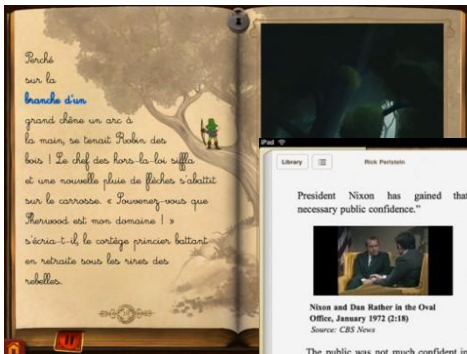 Perché
sur la
branche d'un
grand chêne un arc à
la main, se tenait Robin des
bois ! Le chef des hors-la-loi siffla
et une nouvelle pluie de flèches s'abattit
sur le carrosse. « Souvenez-vous que
Sherwood est mon domaine ! »
s'écria-t-il, le cortège princier battant
en retraite sous les rires des
rebelles.
iPad
Library
Rick Perlstein
President Nixon has gained that
necessary public confidence."
Nixon and Dan Rather in the Oval
Office, January 1972 (2:18)
Source: CBS News
The public was not much confident in